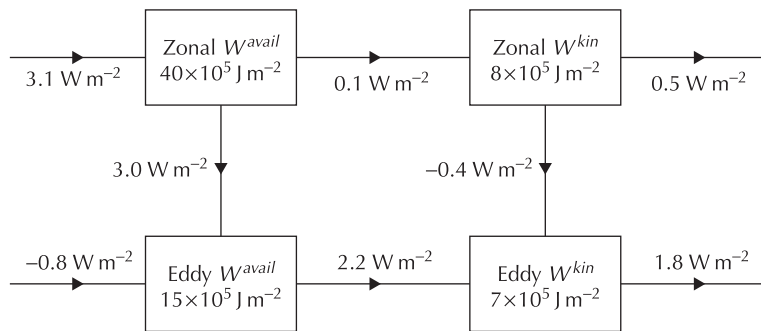 Zonal W^avail
40×10^5 J m^−2
Zonal W^kin
8×10^5 J m^−2
3.1 W m^−2
0.1 W m^−2
0.5 W m^−2
3.0 W m^−2
−0.4 W m^−2
−0.8 W m^−2
Eddy W^avail
15×10^5 J m^−2
2.2 W m^−2
Eddy W^kin
7×10^5 J m^−2
1.8 W m^−2